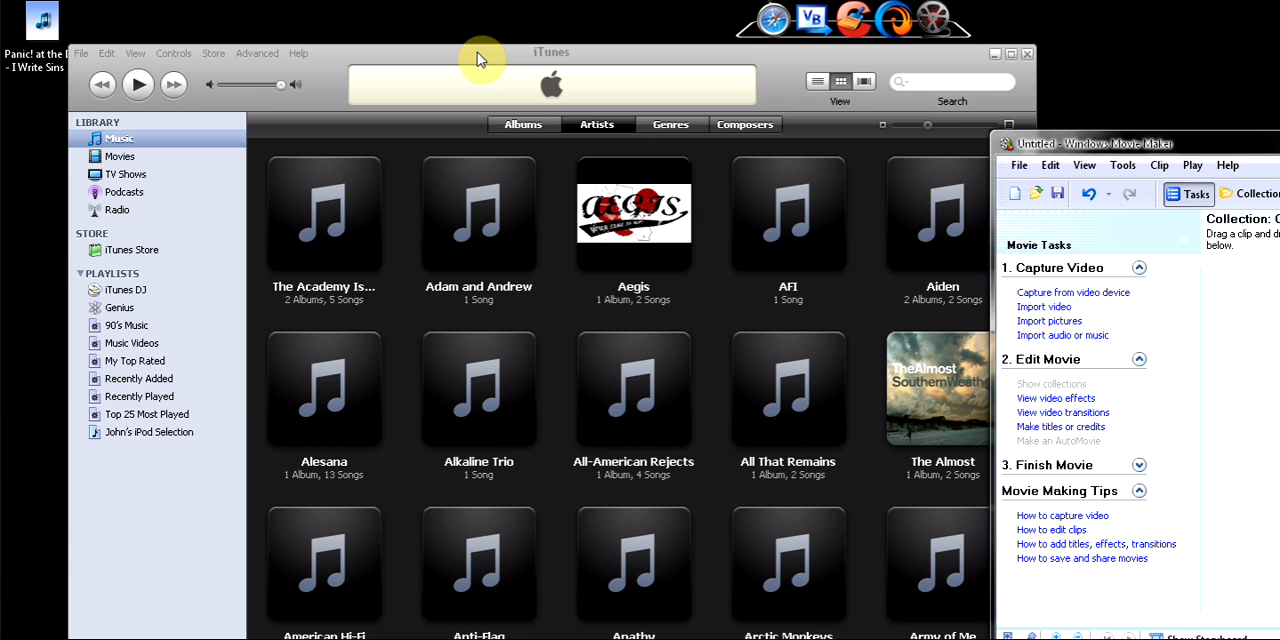 VB
Panic! at the
- I Write Sins
File Edit View Controls Store Advanced Help
iTunes
View
Search
LIBRARY
Music
Movies
TV Shows
Podcasts
Radio
STORE
iTunes Store
PLAYLISTS
iTunes DJ
Genius
90's Music
Music Videos
My Top Rated
Recently Added
Recently Played
Top 25 Most Played
John's iPod Selection
Albums Artists Genres Composers
AEGIS
The Academy Is... Adam and Andrew Aegis AFI Aiden
2 Albums, 5 Songs 1 Song 1 Album, 2 Songs 1 Song 2 Albums, 2 Songs
TheAlmost
SouthernWeathe
Alesana Alkaline Trio All-American Rejects All That Remains The Almost
1 Album, 13 Songs 1 Song 1 Album, 4 Songs 1 Album, 2 Songs 1 Album, 2 Songs
American Hi-Fi Anti-Flag Apathy Arctic Monkeys Army of Me
Untitled - Windows Movie Maker
File Edit View Tools Clip Play Help
Tasks Collectio
Movie Tasks
1. Capture Video
Capture from video device
Import video
Import pictures
Import audio or music
2. Edit Movie
Show collections
View video effects
View video transitions
Make titles or credits
Make an AutoMovie
3. Finish Movie
Movie Making Tips
How to capture video
How to edit clips
How to add titles, effects, transitions
How to save and share movies
Collection: C
Drag a clip and d
below.
Show Storyboard